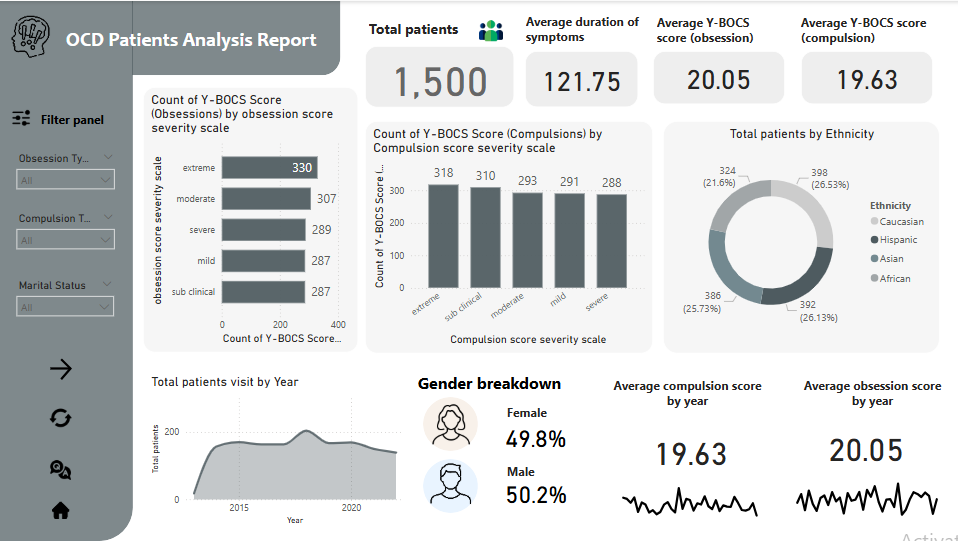 OCD Patients Analysis Report
Filter panel
Obsession Ty...
All
Compulsion T...
All
Marital Status
All
Total patients
1,500
Average duration of
symptoms
121.75
Average Y-BOCS
score (obsession)
20.05
Average Y-BOCS score
(compulsion)
19.63
Count of Y-BOCS Score
(Obsessions) by obsession score
severity scale
obsession score severity scale
extreme
330
moderate
307
severe
289
mild
287
sub clinical
287
0
200
400
Count of Y-BOCS Score...
Count of Y-BOCS Score (Compulsions) by
Compulsion score severity scale
Count of Y-BOCS Score (...
300
200
100
0
318
310
293
291
288
extreme
sub clinical
moderate
mild
severe
Compulsion score severity scale
Total patients by Ethnicity
324
(21.6%)
398
(26.53%)
386
(25.73%)
392
(26.13%)
Ethnicity
Caucasian
Hispanic
Asian
African
Total patients visit by Year
Total patients
200
0
2015
2020
Year
Gender breakdown
Female
49.8%
Male
50.2%
Average compulsion score
by year
19.63
Average obsession score
by year
20.05
Q
A